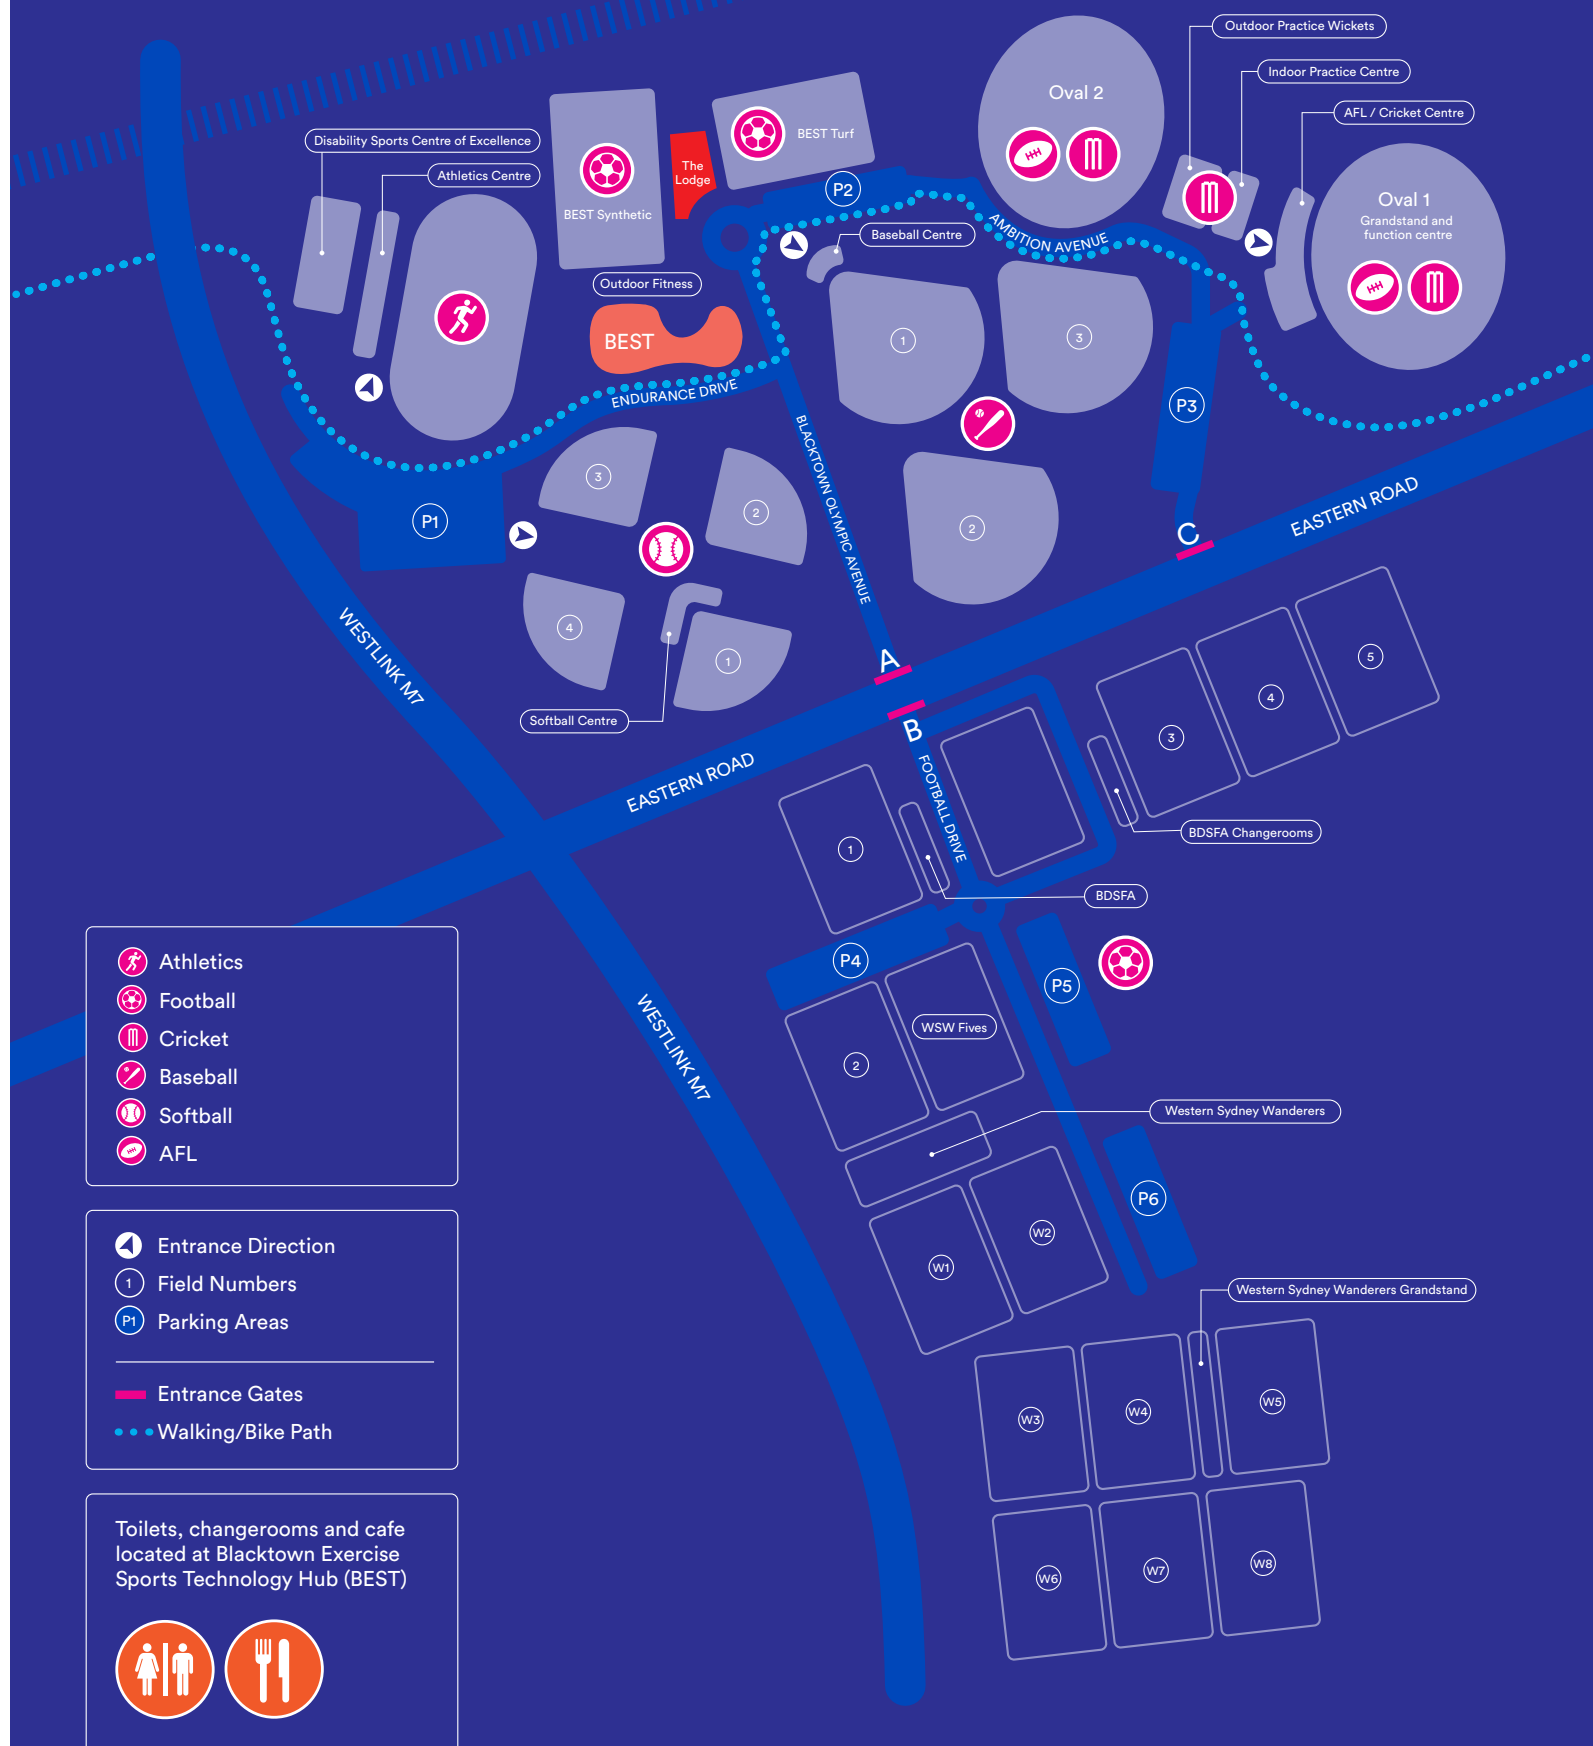 Outdoor Practice Wickets
Indoor Practice Centre
Oval 2
AFL / Cricket Centre
Disability Sports Centre of Excellence
BEST Turf
The
Lodge
Athletics Centre
P2
Oval 1
Grandstand and
function centre
BEST Synthetic
AMBITION AVENUE
Baseball Centre
Outdoor Fitness
BEST
1
3
ENDURANCE DRIVE
P3
BLACKTOWN OLYMPIC AVENUE
3
2
P1
2
EASTERN ROAD
C
4
1
WESTLINK M7
Softball Centre
A
B
5
4
3
EASTERN ROAD
FOOTBALL DRIVE
BDSFA Changerooms
1
BDSFA
P4
P5
WSW Fives
2
WESTLINK M7
Western Sydney Wanderers
P6
W2
W1
Western Sydney Wanderers Grandstand
W3
W4
W5
W6
W7
W8
Athletics
Football
Cricket
Baseball
Softball
AFL
Entrance Direction
1 Field Numbers
P1 Parking Areas
Entrance Gates
Walking/Bike Path
Toilets, changerooms and cafe
located at Blacktown Exercise
Sports Technology Hub (BEST)